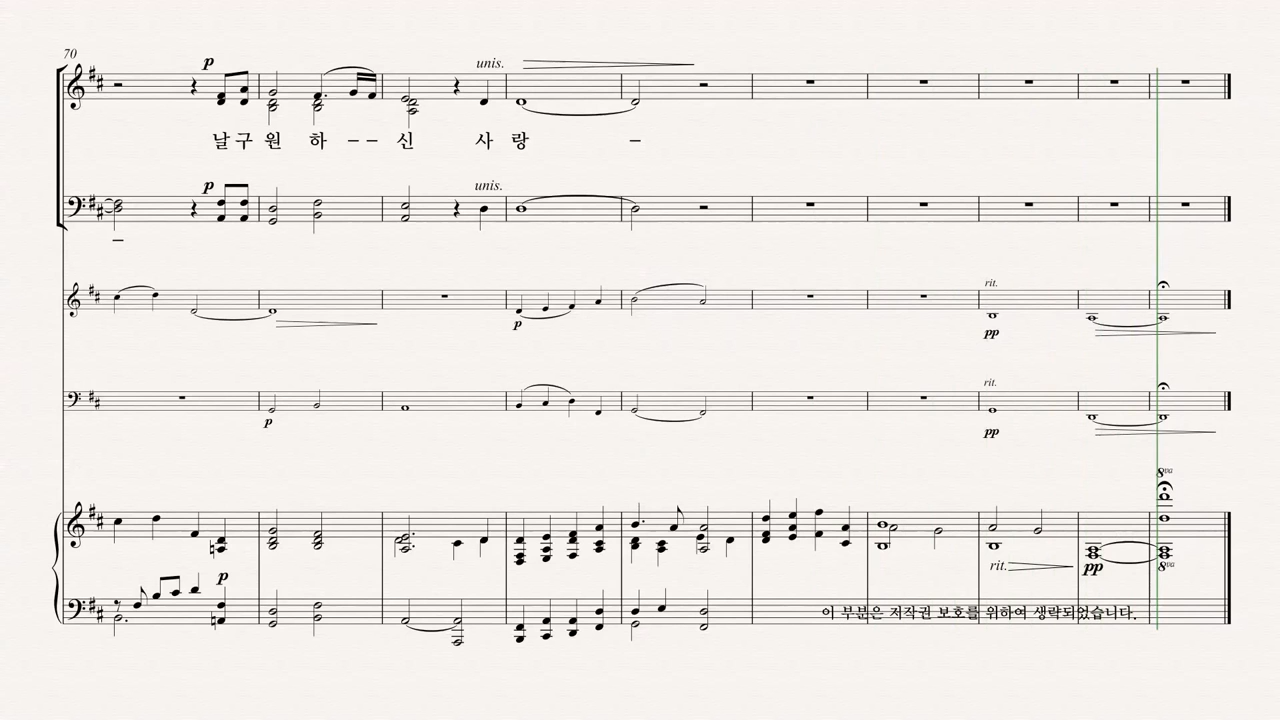 70
p
unis.
날 구 원 하 - - 신 사 랑 -
p
unis.
-
p
rit.
pp
p
rit.
pp
8va
rit.
pp
8va
p
이 부분은 저작권 보호를 위하여 생략되었습니다.